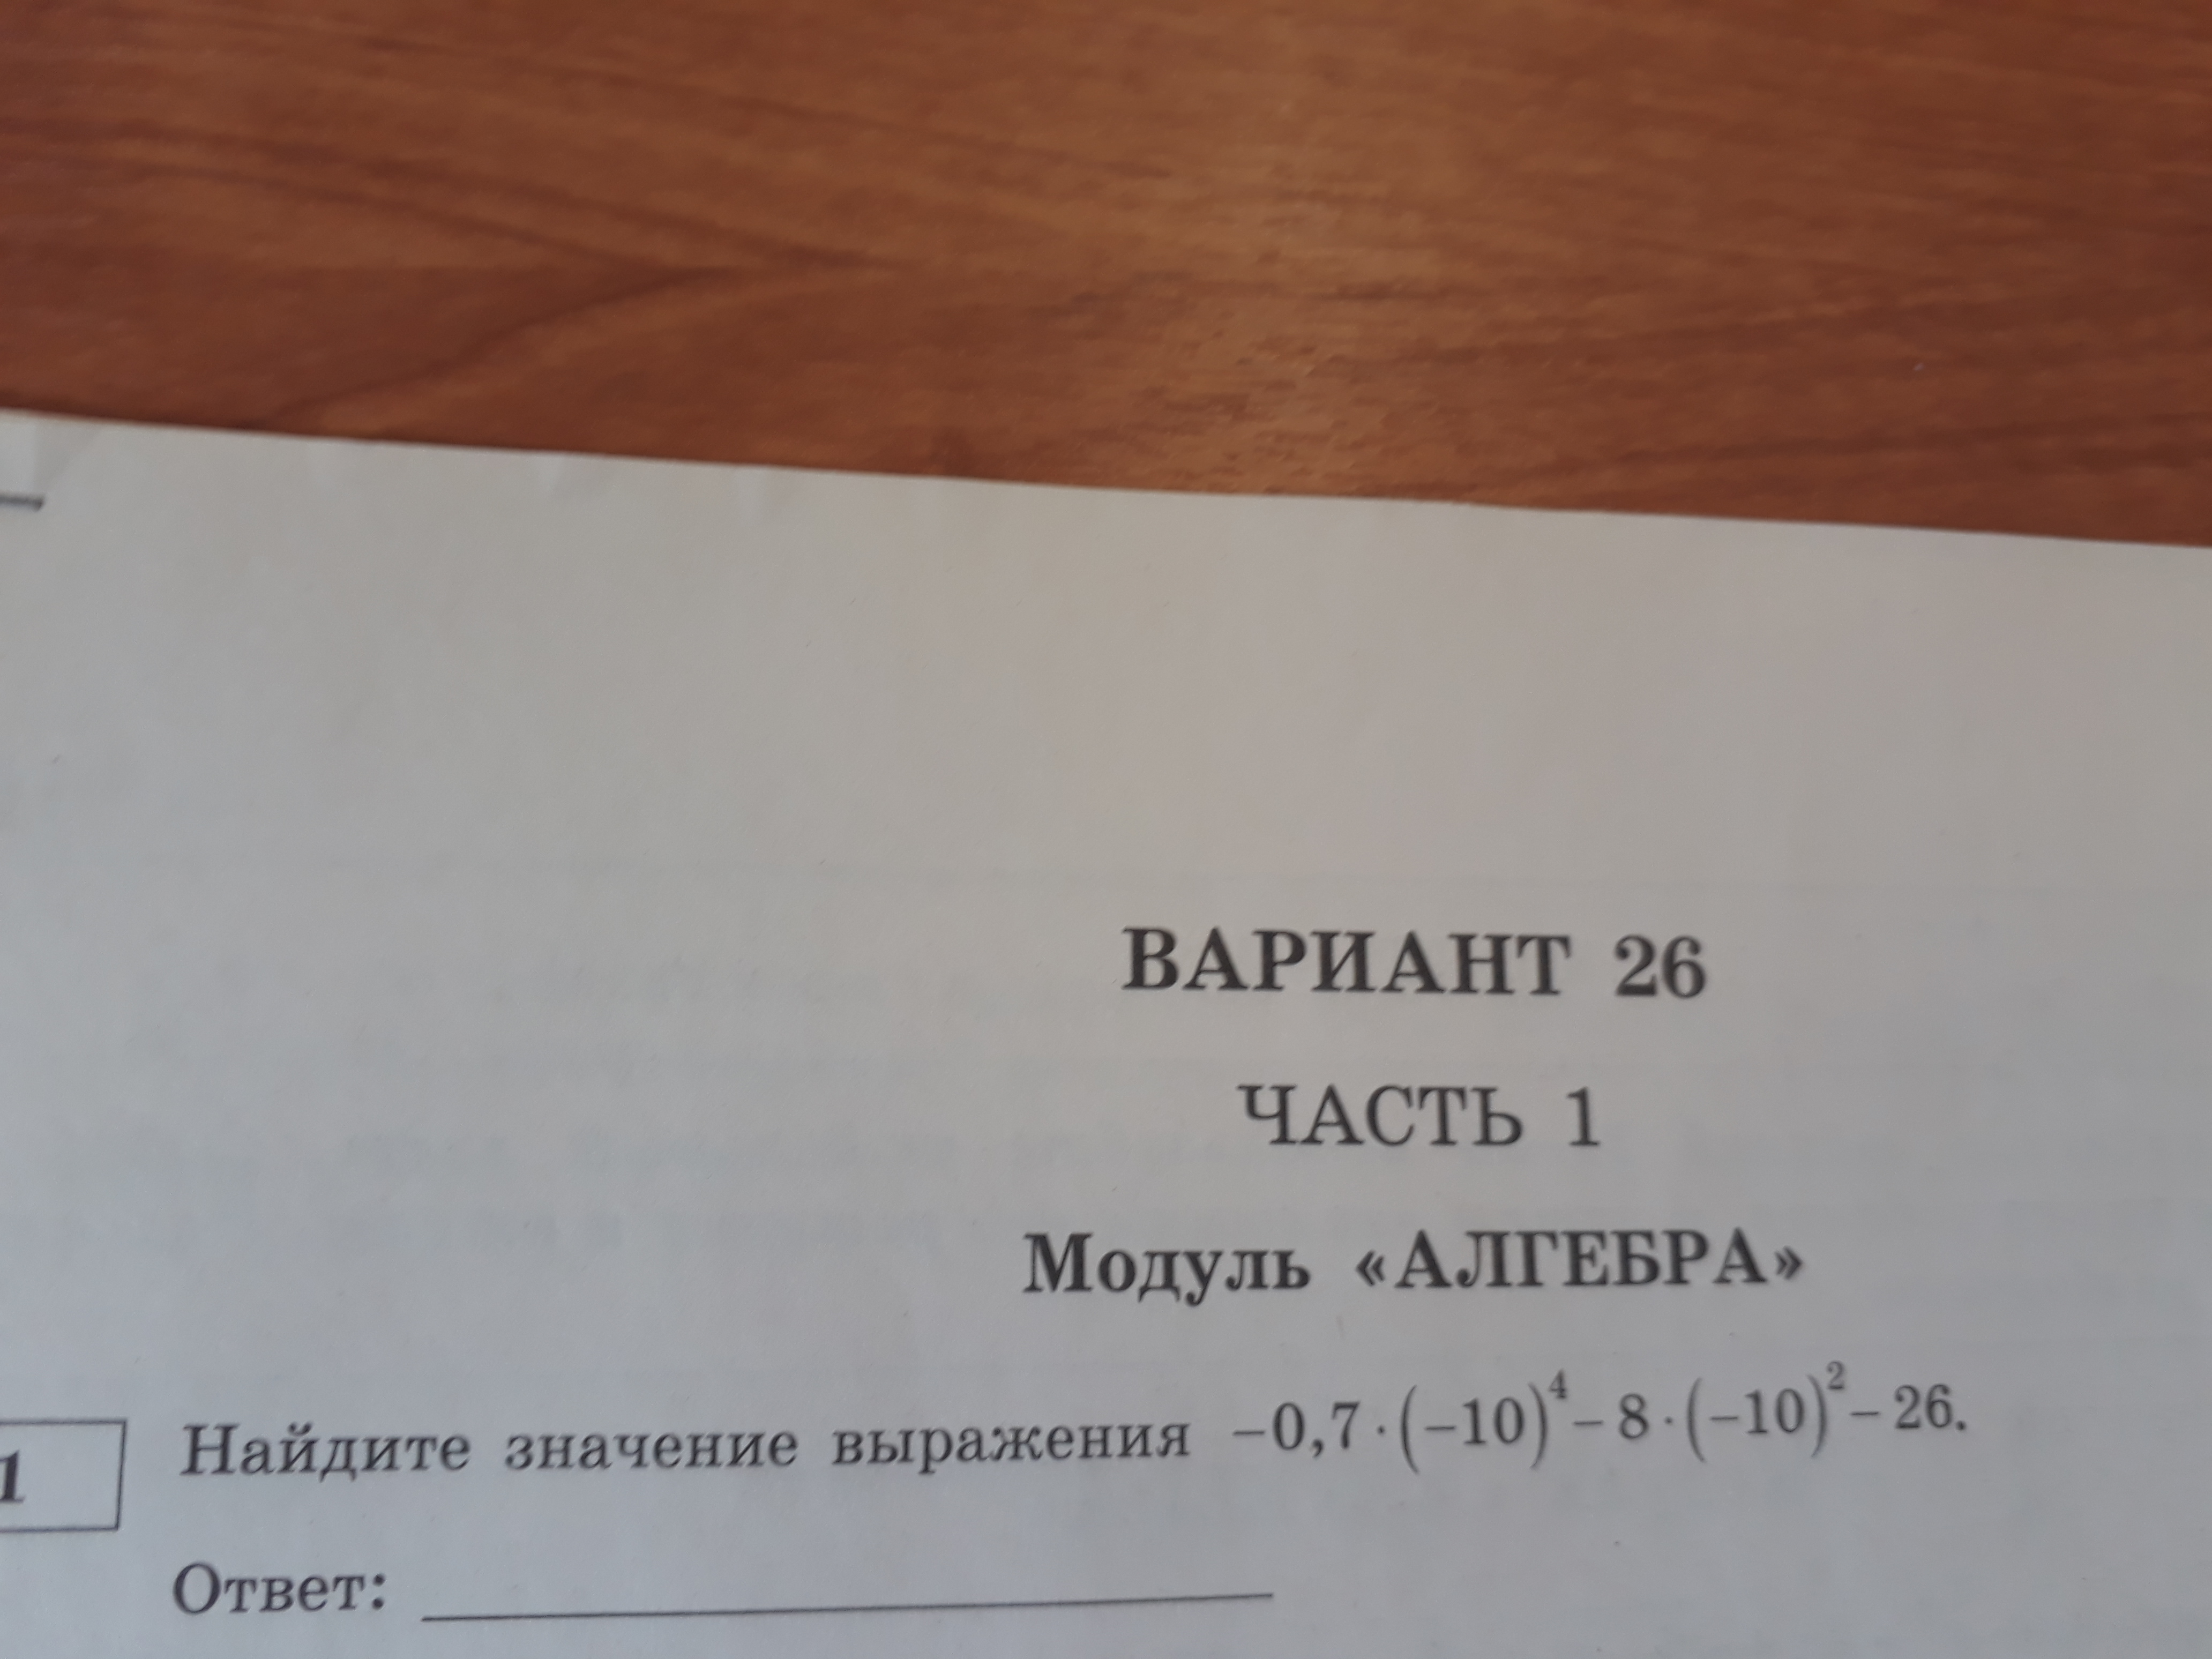 ВАРИАНТ 26
ЧАСТЬ 1
Модуль «АЛГЕБРА»
1 Найдите значение выражения −0,7·(−10)⁴−8·(−10)²−26.
Ответ: